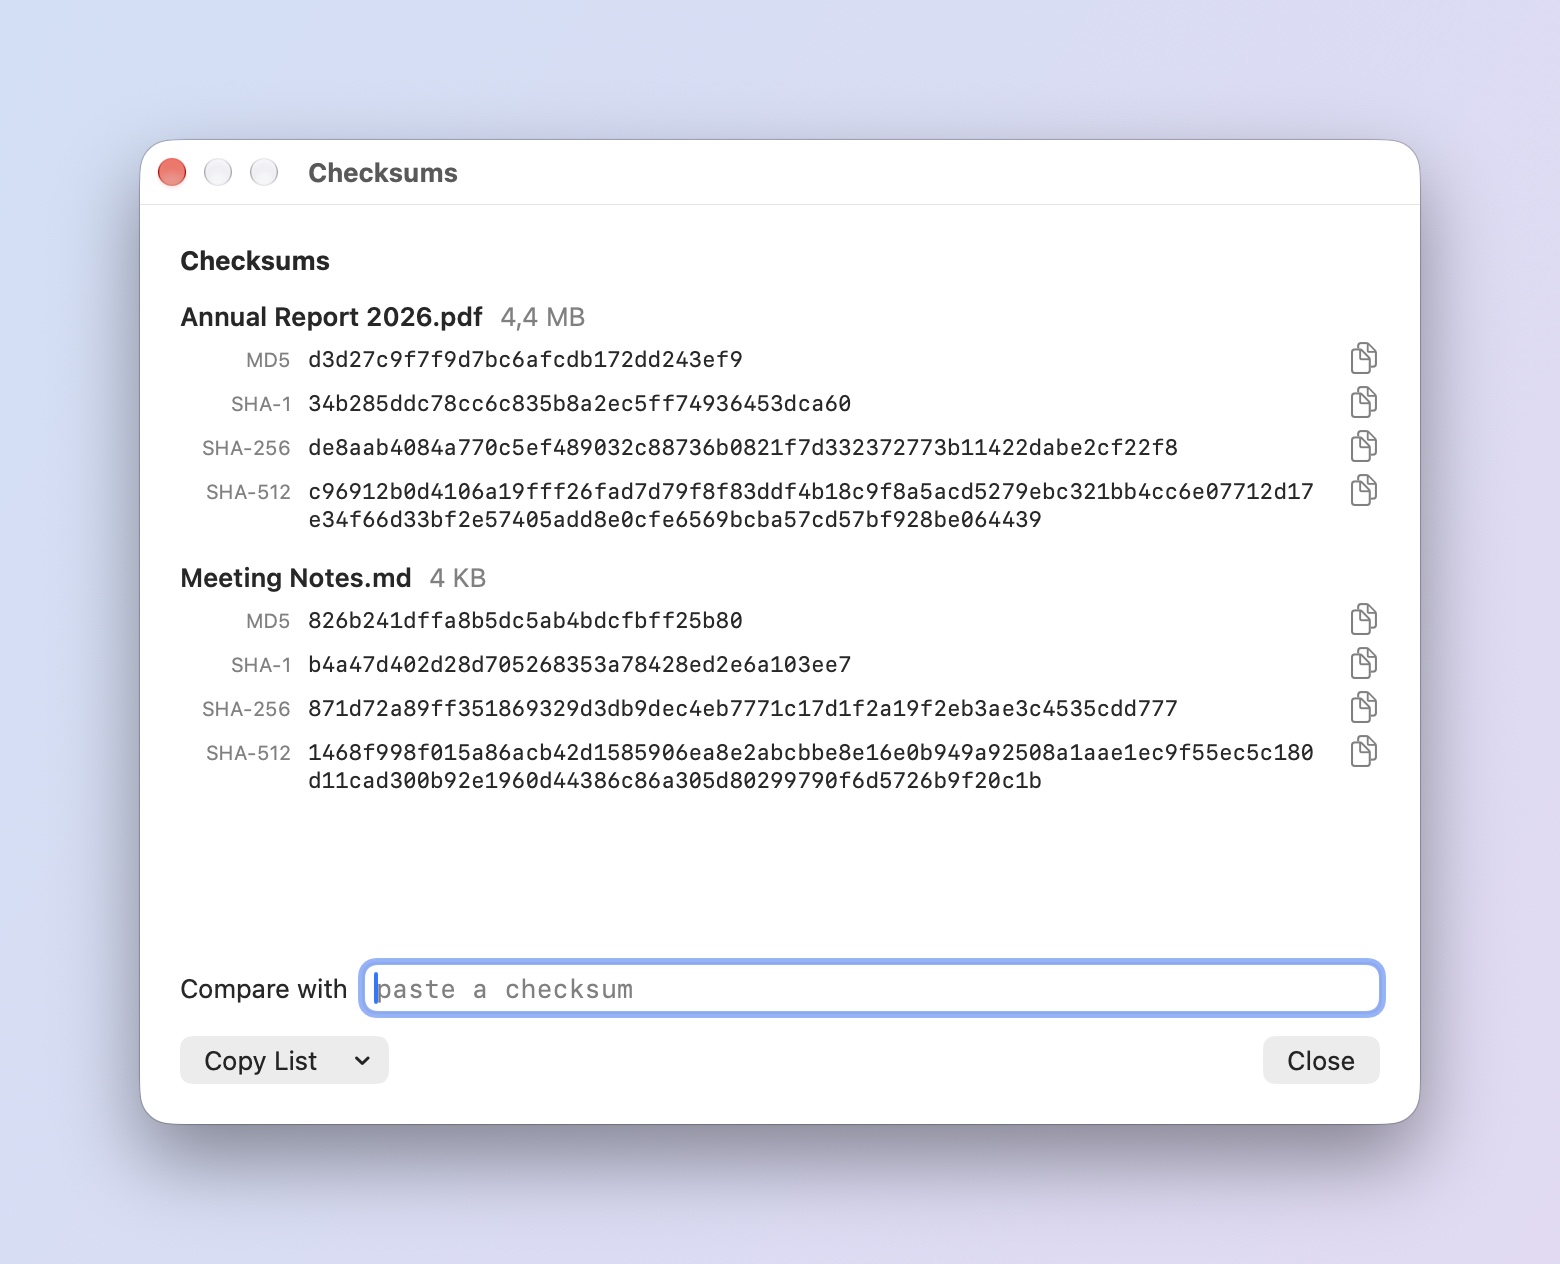 Checksums
Checksums
Annual Report 2026.pdf 4,4 MB
MD5 d3d27c9f7f9d7bc6afcdb172dd243ef9
SHA-1 34b285ddc78cc6c835b8a2ec5ff74936453dca60
SHA-256 de8aab4084a770c5ef489032c88736b0821f7d332372773b11422dabe2cf22f8
SHA-512 c96912b0d4106a19fff26fad7d79f8f83ddf4b18c9f8a5acd5279ebc321bb4cc6e07712d17
e34f66d33bf2e57405add8e0cfe6569bcba57cd57bf928be064439
Meeting Notes.md 4 KB
MD5 826b241dffa8b5dc5ab4bdcfbff25b80
SHA-1 b4a47d402d28d705268353a78428ed2e6a103ee7
SHA-256 871d72a89ff351869329d3db9dec4eb7771c17d1f2a19f2eb3ae3c4535cdd777
SHA-512 1468f998f015a86acb42d1585906ea8e2abcbbe8e16e0b949a92508a1aae1ec9f55ec5c180
d11cad300b92e1960d44386c86a305d80299790f6d5726b9f20c1b
Compare with paste a checksum
Copy List
Close